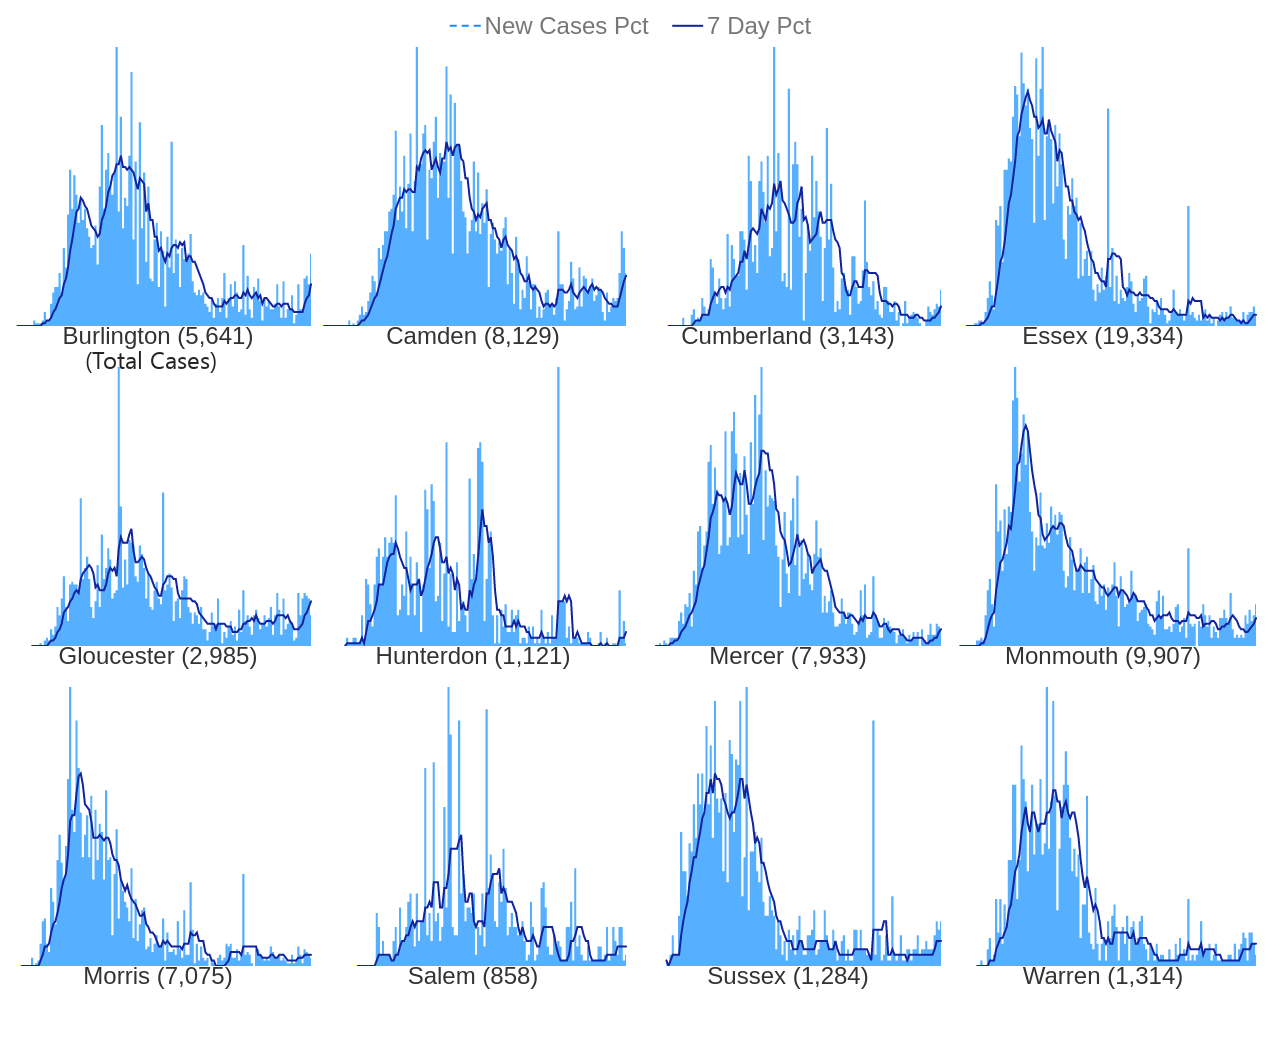 New Cases Pct 7 Day Pct
Burlington (5,641) Camden (8,129) Cumberland (3,143) Essex (19,334)
(Total Cases)
Gloucester (2,985) Hunterdon (1,121) Mercer (7,933) Monmouth (9,907)
Morris (7,075) Salem (858) Sussex (1,284) Warren (1,314)